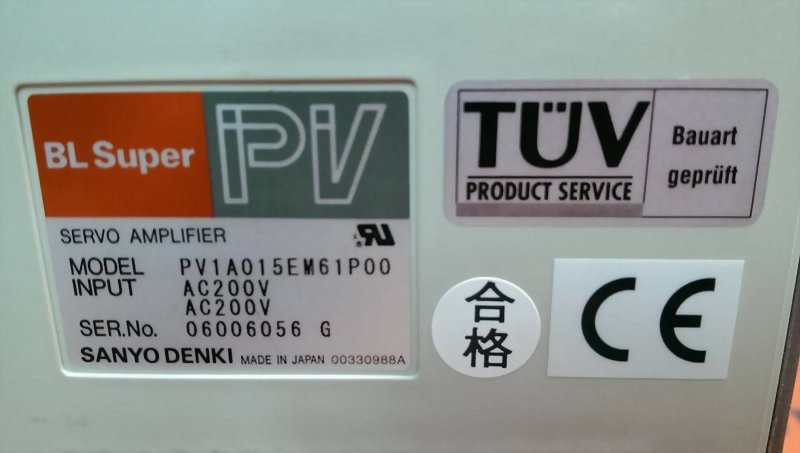 BL Super PV
SERVO AMPLIFIER
MODEL PV1A015EM61P00
INPUT AC200V
AC200V
SER.No. 06006056 G
SANYO DENKI MADE IN JAPAN 00330988A
TÜV
PRODUCT SERVICE
Bauart
geprüft
合
格
CE